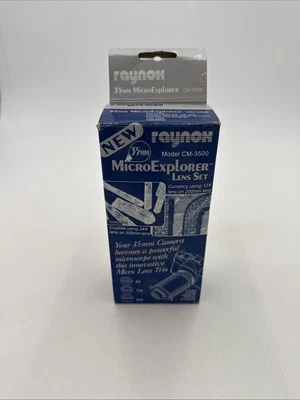 raynox
35mm MicroExplorer CM-3500
NEW
raynox
35mm
Model CM-3500
MicroExplorer™
Lens Set
Currency using 12X
lens on 200mm lens
Crystals using 24X
lens on 200mm lens
Your 35mm Camera
becomes a powerful
microscope with
this innovative
Micro Lens Trio